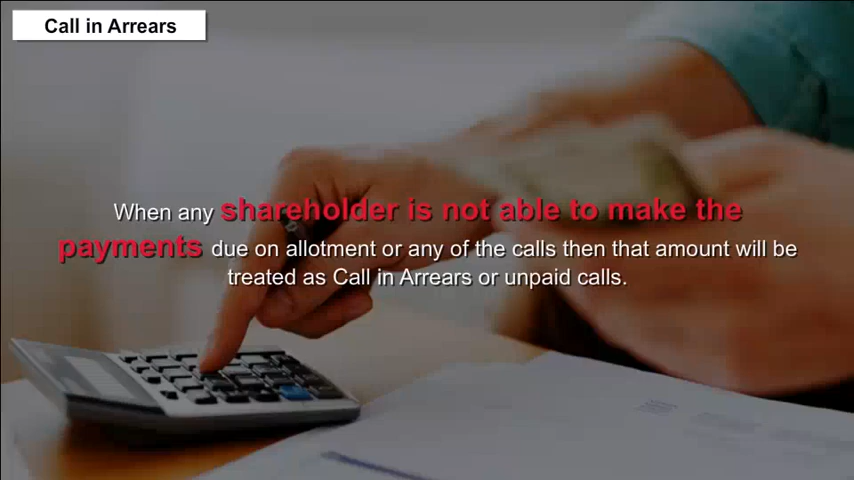 Call in Arrears
When any shareholder is not able to make the
payments due on allotment or any of the calls then that amount will be
treated as Call in Arrears or unpaid calls.